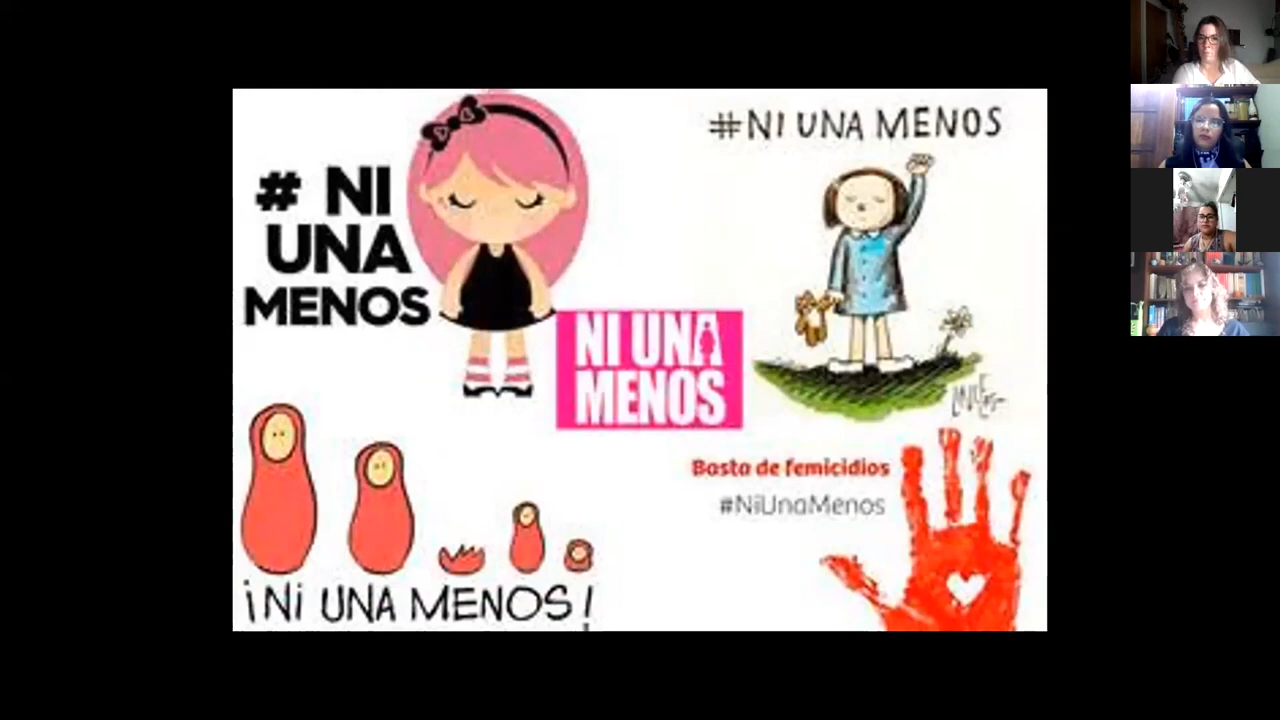 # NI
UNA
MENOS
#NI UNA MENOS
NI UNA
MENOS
Basta de femicidios
#NiUnaMenos
¡Ni UNA MENOS!